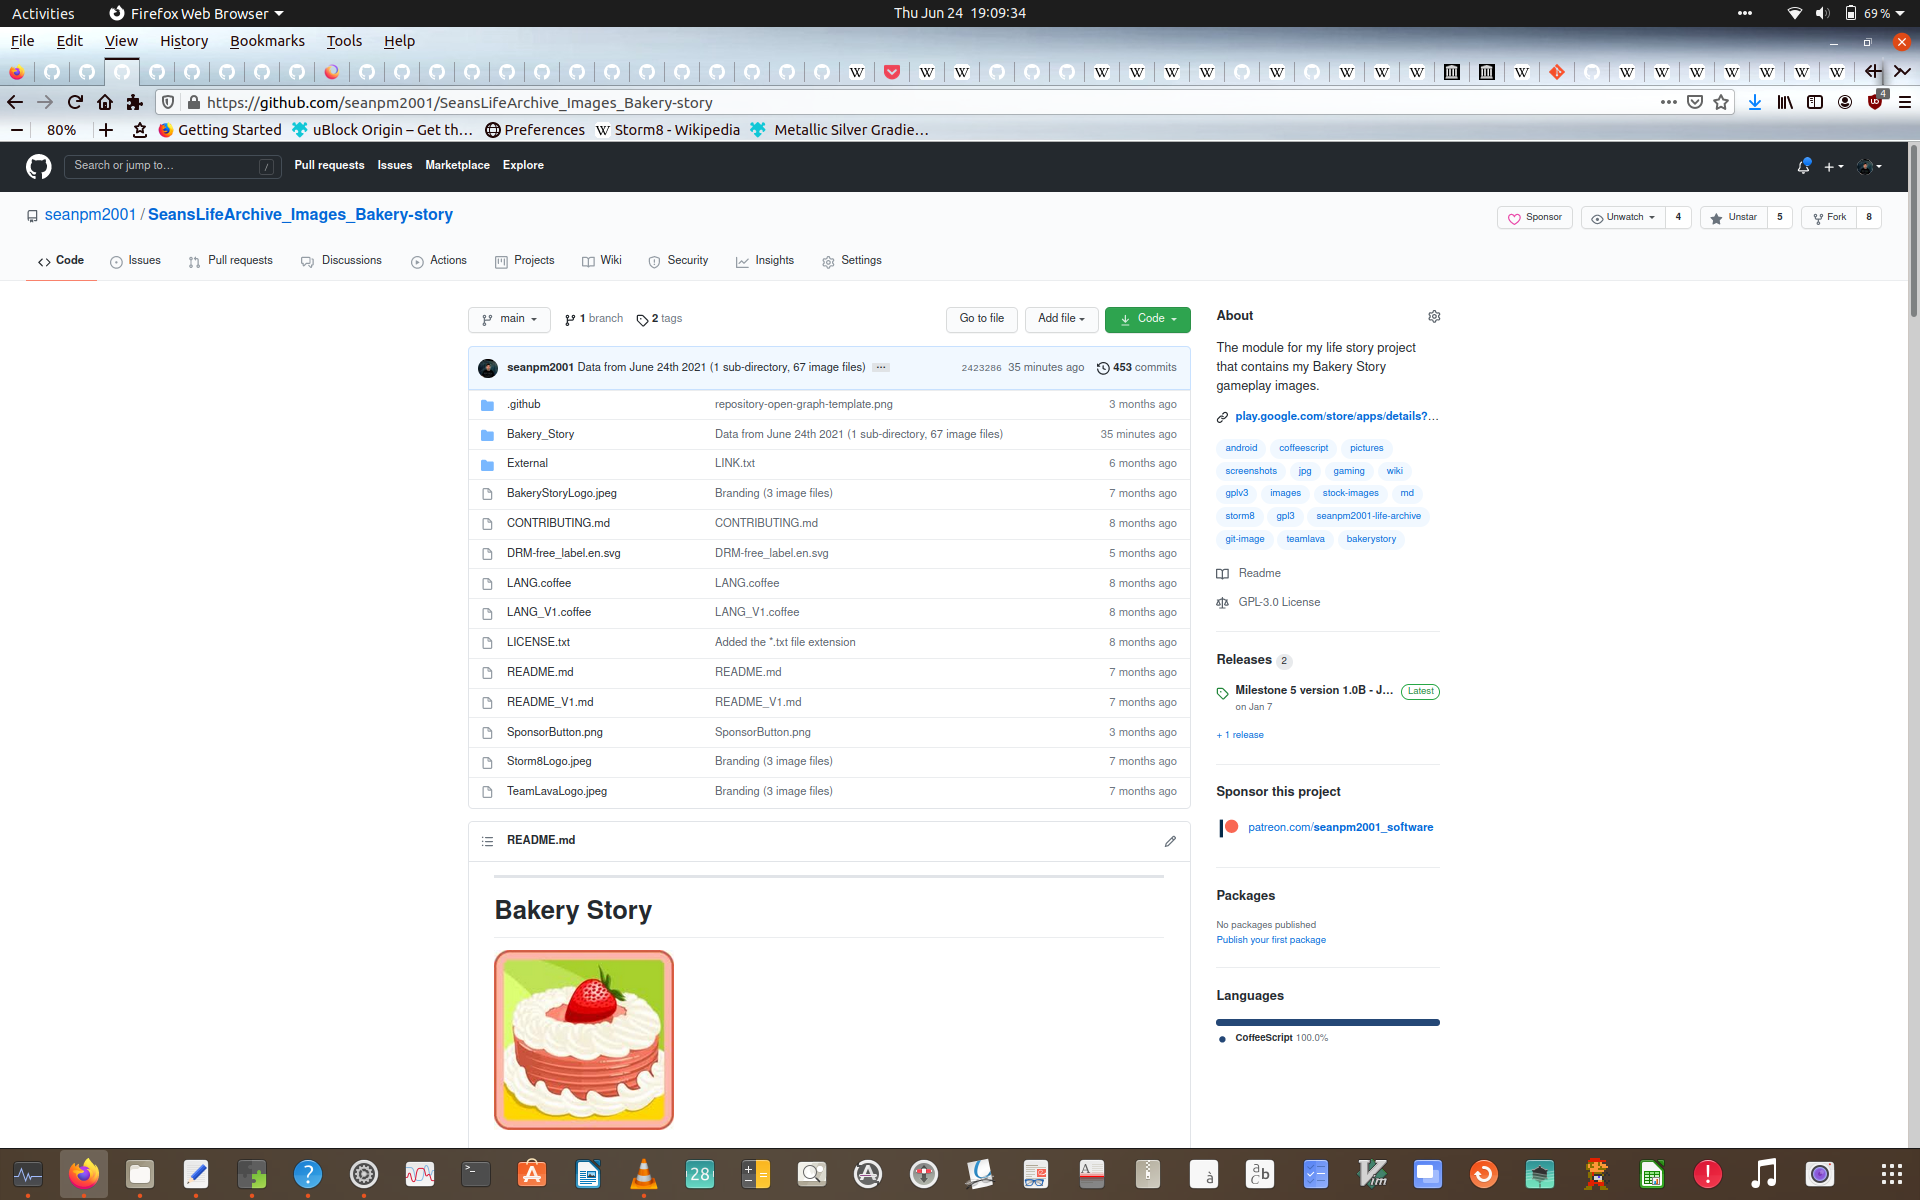 Activities Firefox Web Browser Thu Jun 24 19:09:34 69 %
File Edit View History Bookmarks Tools Help
https://github.com/seanpm2001/SeansLifeArchive_Images_Bakery-story 4
80% Getting Started uBlock Origin – Get th… Preferences Storm8 - Wikipedia Metallic Silver Gradie…
Search or jump to… / Pull requests Issues Marketplace Explore
seanpm2001 / SeansLifeArchive_Images_Bakery-story Sponsor Unwatch 4 Unstar 5 Fork 8
Code Issues Pull requests Discussions Actions Projects Wiki Security Insights Settings
main 1 branch 2 tags Go to file Add file Code
seanpm2001 Data from June 24th 2021 (1 sub-directory, 67 image files) … 2423286 35 minutes ago 453 commits
.github repository-open-graph-template.png 3 months ago
Bakery_Story Data from June 24th 2021 (1 sub-directory, 67 image files) 35 minutes ago
External LINK.txt 6 months ago
BakeryStoryLogo.jpeg Branding (3 image files) 7 months ago
CONTRIBUTING.md CONTRIBUTING.md 8 months ago
DRM-free_label.en.svg DRM-free_label.en.svg 5 months ago
LANG.coffee LANG.coffee 8 months ago
LANG_V1.coffee LANG_V1.coffee 8 months ago
LICENSE.txt Added the *.txt file extension 8 months ago
README.md README.md 7 months ago
README_V1.md README_V1.md 7 months ago
SponsorButton.png SponsorButton.png 3 months ago
Storm8Logo.jpeg Branding (3 image files) 7 months ago
TeamLavaLogo.jpeg Branding (3 image files) 7 months ago
README.md
Bakery Story
About
The module for my life story project
that contains my Bakery Story
gameplay images.
play.google.com/store/apps/details?…
android coffeescript pictures
screenshots jpg gaming wiki
gplv3 images stock-images md
storm8 gpl3 seanpm2001-life-archive
git-image teamlava bakerystory
Readme
GPL-3.0 License
Releases 2
Milestone 5 version 1.0B - J… Latest
on Jan 7
+ 1 release
Sponsor this project
patreon.com/seanpm2001_software
Packages
No packages published
Publish your first package
Languages
CoffeeScript 100.0%
28